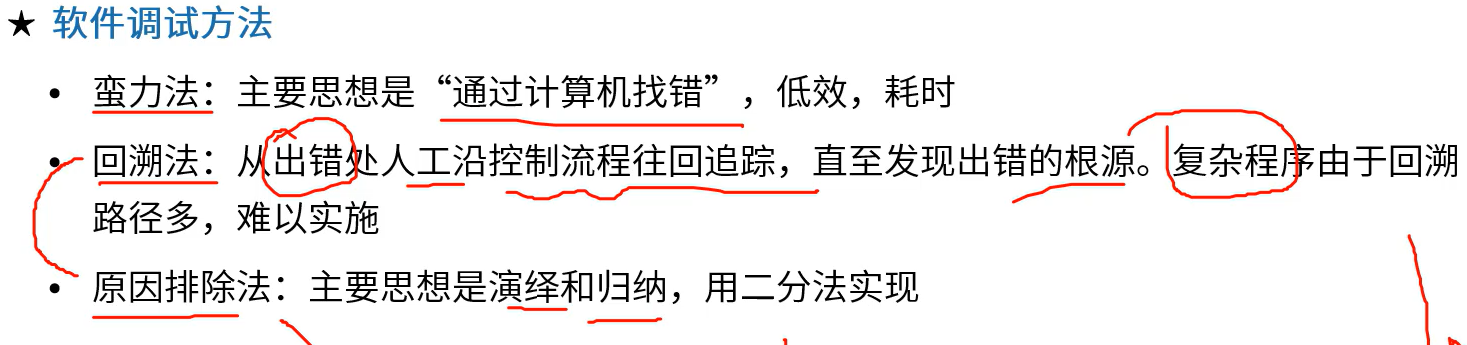 ★ 软件调试方法
• 蛮力法：主要思想是“通过计算机找错”，低效，耗时
• 回溯法：从出错处人工沿控制流程往回追踪，直至发现出错的根源。复杂程序由于回溯
路径多，难以实施
• 原因排除法：主要思想是演绎和归纳，用二分法实现